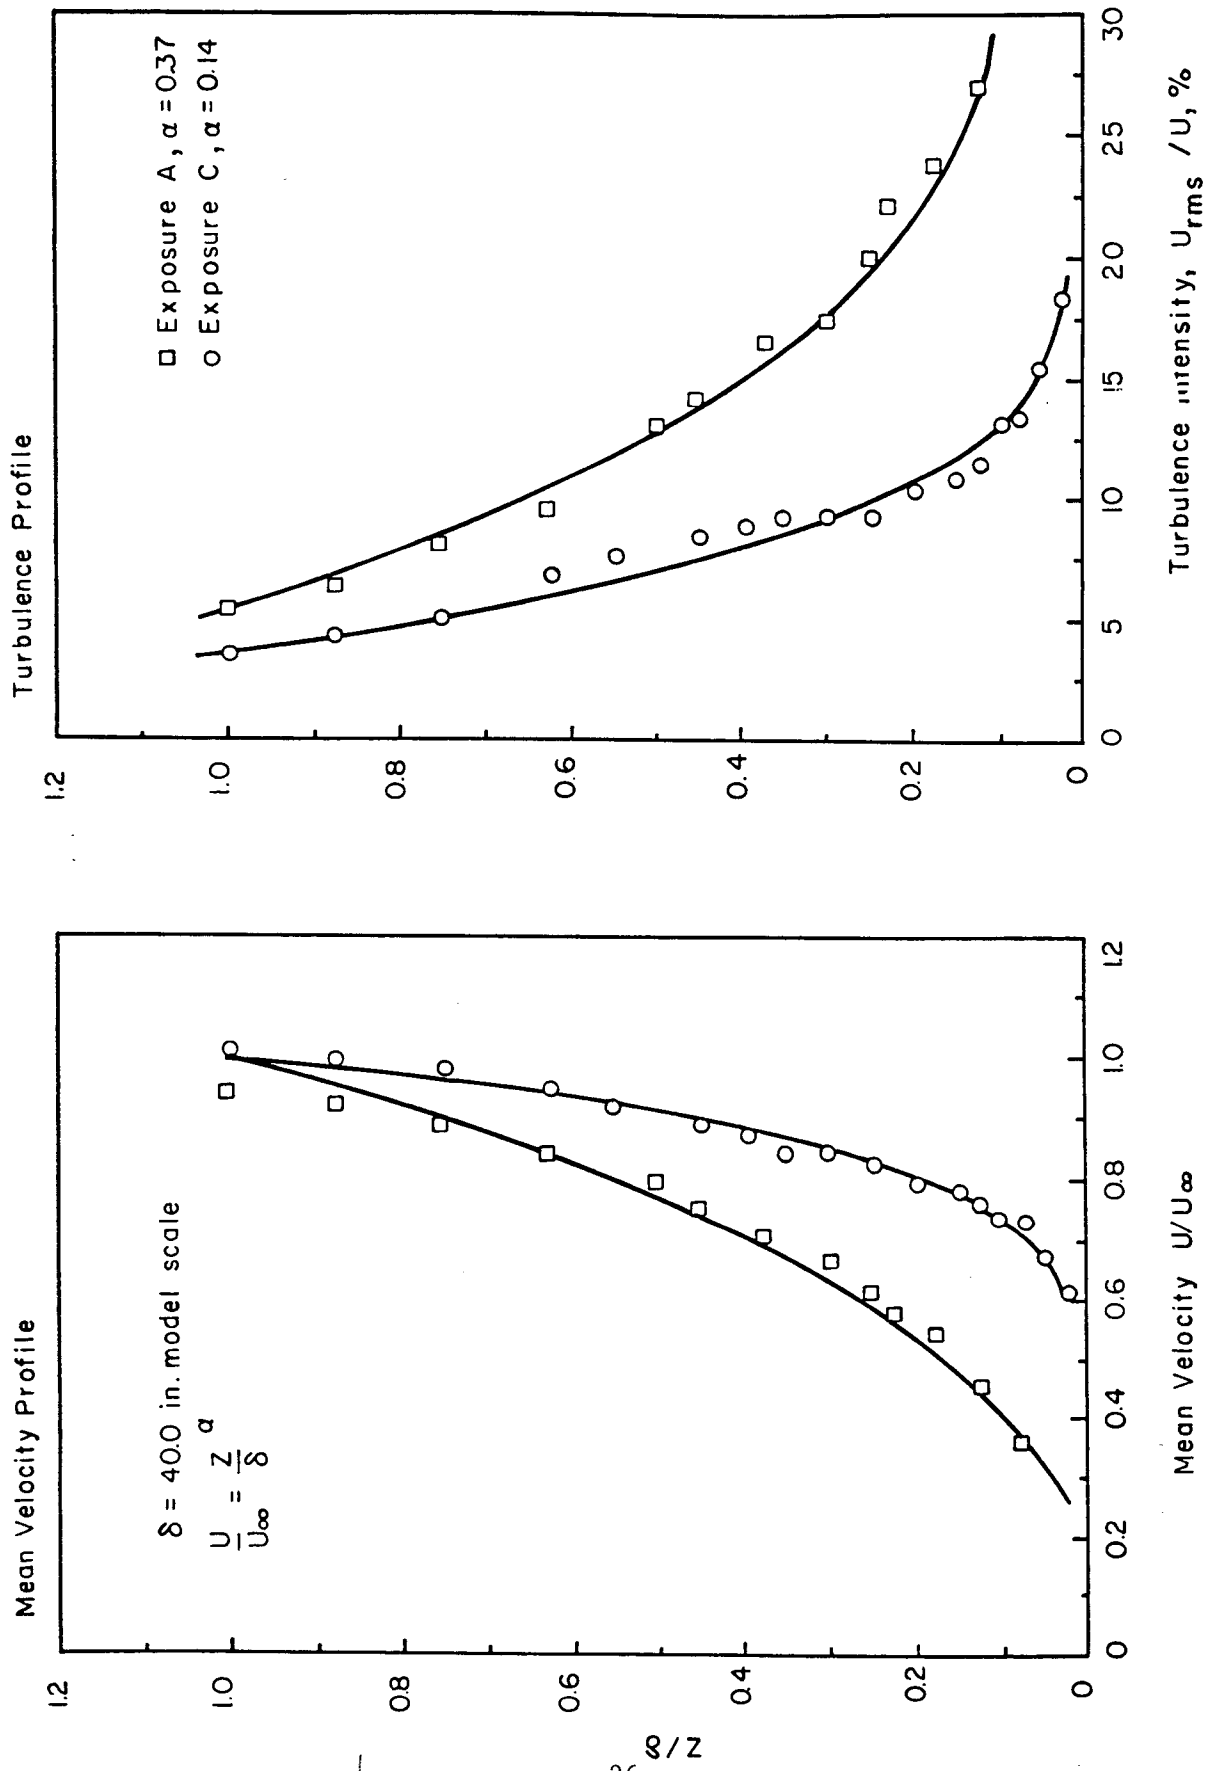 Mean Velocity Profile
δ = 40.0 in. model scale
U/U∞ = Z/δ α
Z/δ
1.2
1.0
0.8
0.6
0.4
0.2
0
0 0.2 0.4 0.6 0.8 1.0 1.2
Mean Velocity U/U∞
Turbulence Profile
□ Exposure A, α = 0.37
○ Exposure C, α = 0.14
1.2
1.0
0.8
0.6
0.4
0.2
0
0 5 10 15 20 25 30
Turbulence Intensity, Urms /U, %